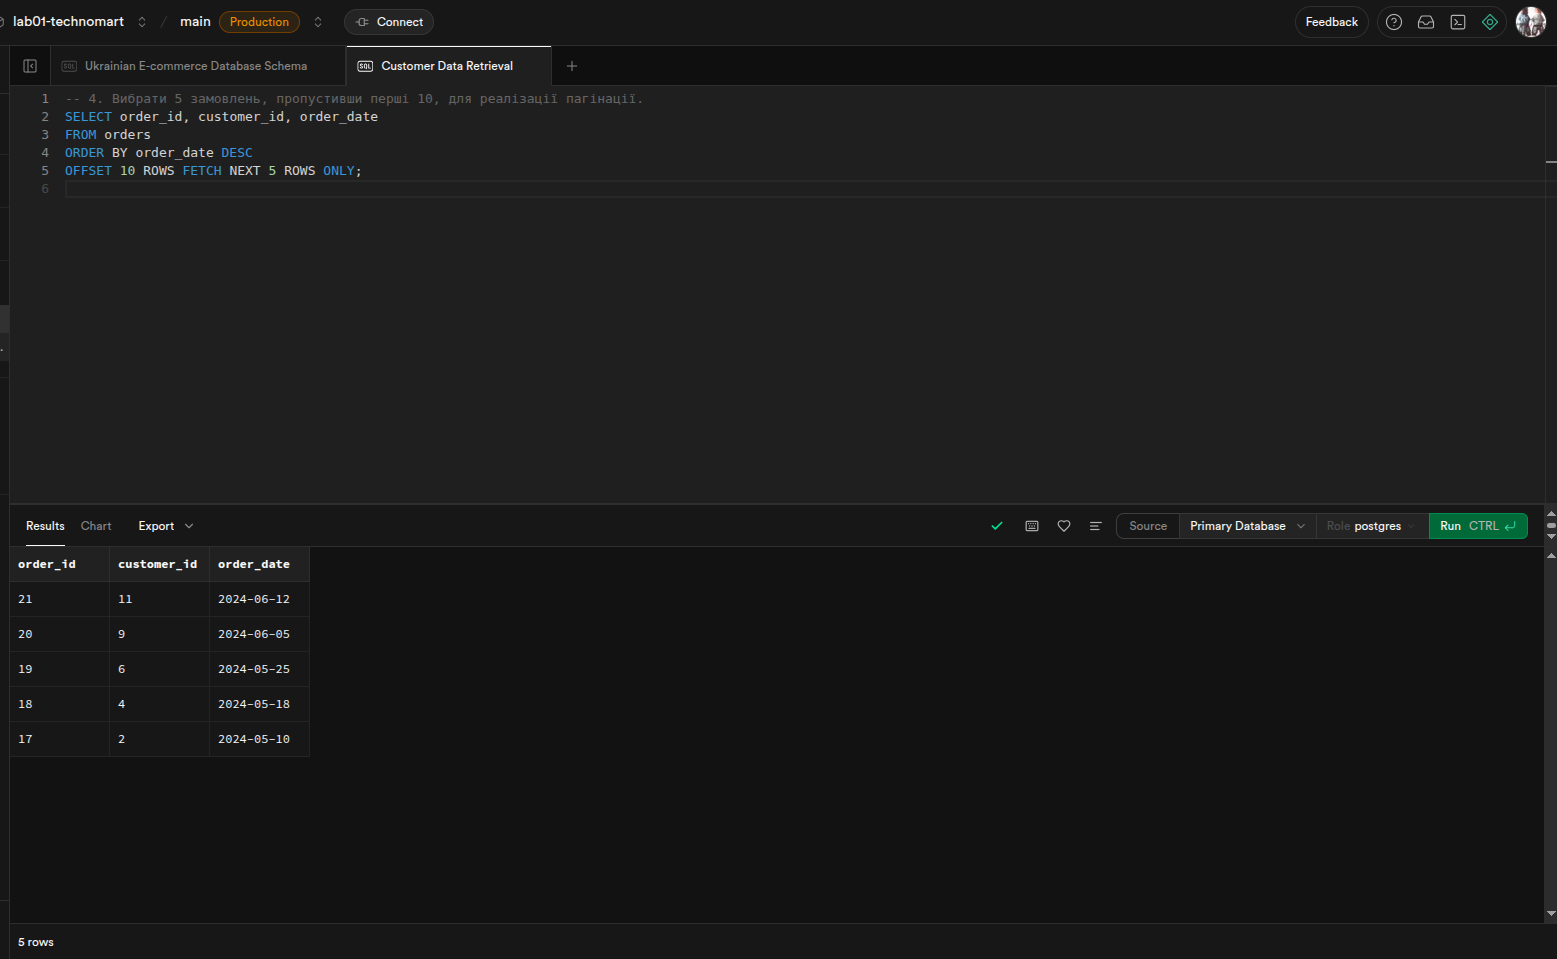 lab01-technomart / main Production Connect Feedback
SQL Ukrainian E-commerce Database Schema SQL Customer Data Retrieval +
1 -- 4. Вибрати 5 замовлень, пропустивши перші 10, для реалізації пагінації.
2 SELECT order_id, customer_id, order_date
3 FROM orders
4 ORDER BY order_date DESC
5 OFFSET 10 ROWS FETCH NEXT 5 ROWS ONLY;
6
Results Chart Export Source Primary Database Role postgres Run CTRL
order_id customer_id order_date
21 11 2024-06-12
20 9 2024-06-05
19 6 2024-05-25
18 4 2024-05-18
17 2 2024-05-10
5 rows